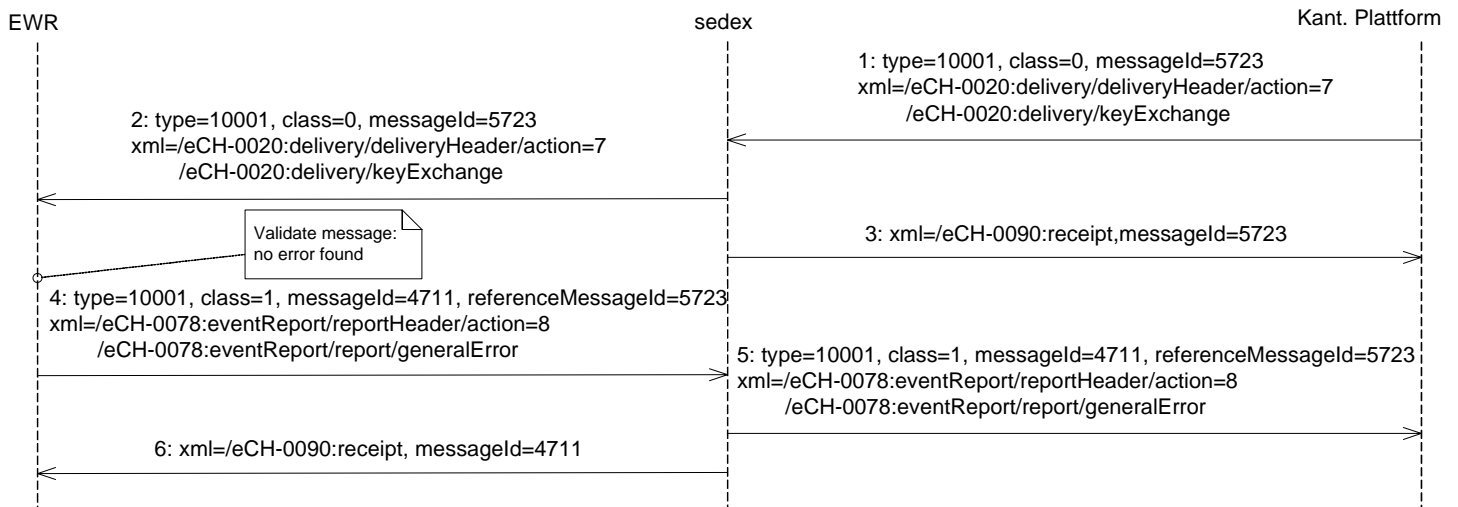 EWR
sedex
Kant. Plattform
1: type=10001, class=0, messageId=5723
xml=/eCH-0020:delivery/deliveryHeader/action=7
/eCH-0020:delivery/keyExchange
2: type=10001, class=0, messageId=5723
xml=/eCH-0020:delivery/deliveryHeader/action=7
/eCH-0020:delivery/keyExchange
Validate message:
no error found
3: xml=/eCH-0090:receipt,messageId=5723
4: type=10001, class=1, messageId=4711, referenceMessageId=5723
xml=/eCH-0078:eventReport/reportHeader/action=8
/eCH-0078:eventReport/report/generalError
5: type=10001, class=1, messageId=4711, referenceMessageId=5723
xml=/eCH-0078:eventReport/reportHeader/action=8
/eCH-0078:eventReport/report/generalError
6: xml=/eCH-0090:receipt, messageId=4711